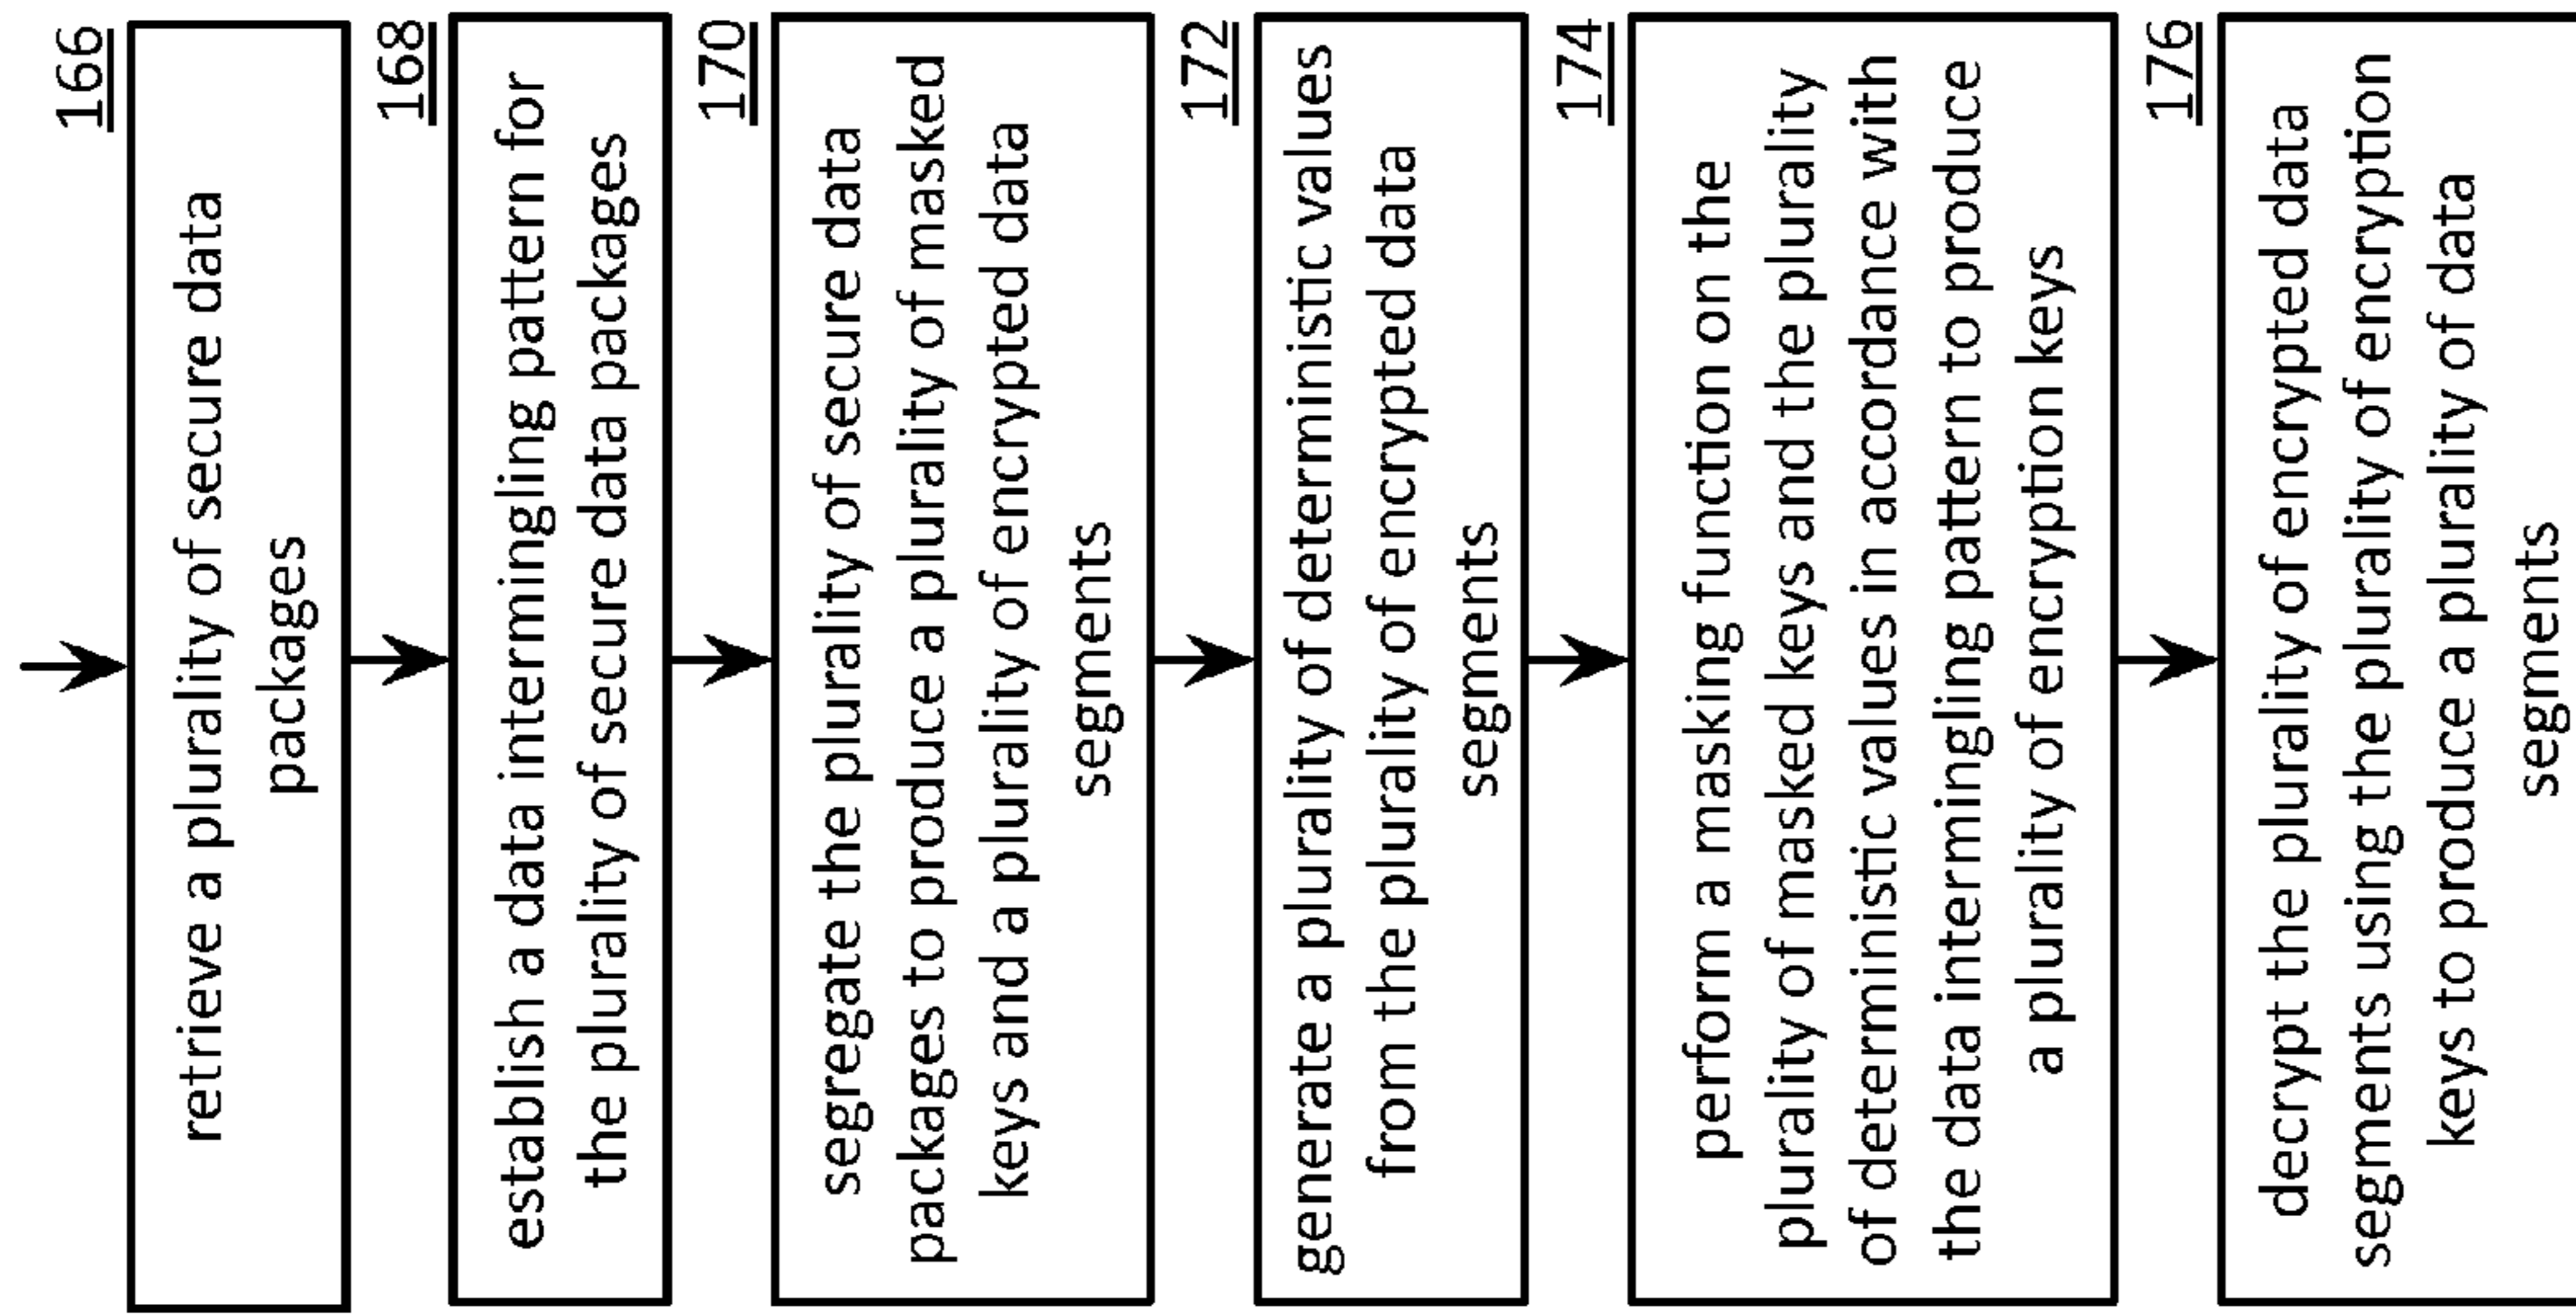 166
retrieve a plurality of secure data
packages
168
establish a data intermingling pattern for
the plurality of secure data packages
170
segregate the plurality of secure data
packages to produce a plurality of masked
keys and a plurality of encrypted data
segments
172
generate a plurality of deterministic values
from the plurality of encrypted data
segments
174
perform a masking function on the
plurality of masked keys and the plurality
of deterministic values in accordance with
the data intermingling pattern to produce
a plurality of encryption keys
176
decrypt the plurality of encrypted data
segments using the plurality of encryption
keys to produce a plurality of data
segments